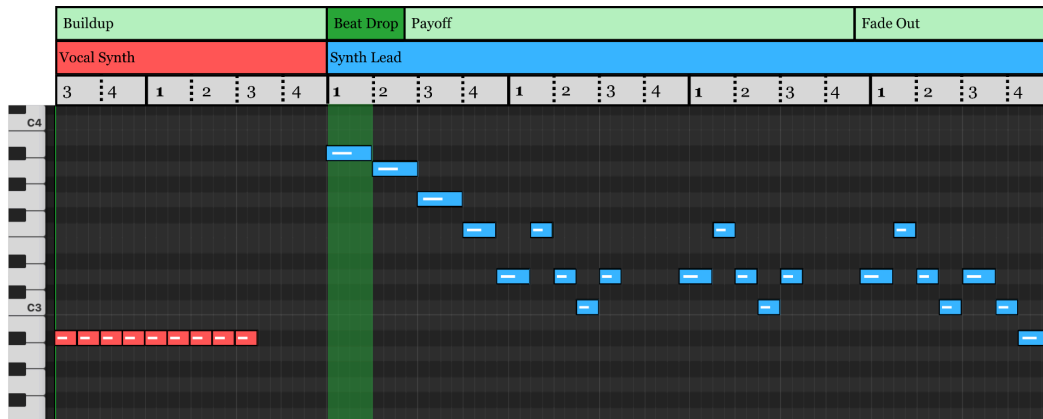 Buildup Beat Drop Payoff Fade Out
Vocal Synth Synth Lead
3 4 1 2 3 4 1 2 3 4 1 2 3 4 1 2 3 4 1 2 3 4
C4
C3